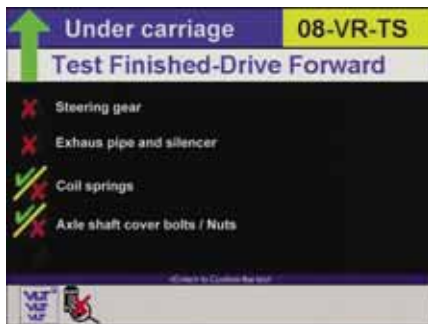 Under carriage
08-VR-TS
Test Finished-Drive Forward
Steering gear
Exhaus pipe and silencer
Coil springs
Axle shaft cover bolts / Nuts